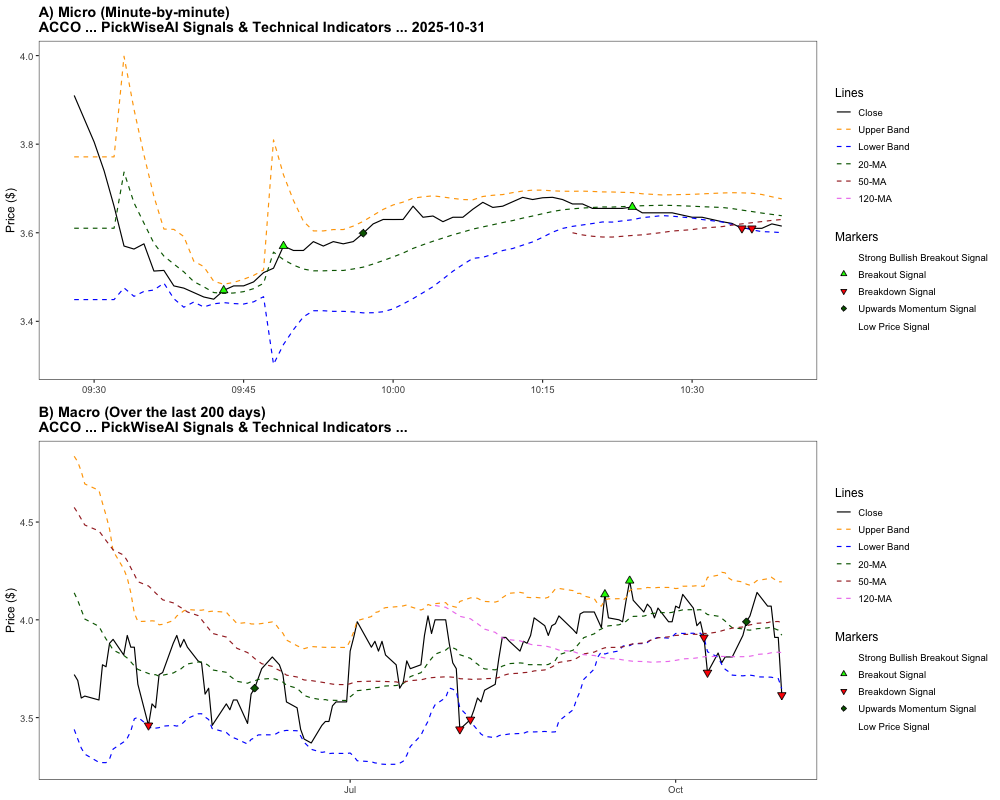 A) Micro (Minute-by-minute)
ACCO ... PickWiseAI Signals & Technical Indicators ... 2025-10-31
Price ($)
4.0
3.8
3.6
3.4
09:30 09:45 10:00 10:15 10:30
Lines
Close
Upper Band
Lower Band
20-MA
50-MA
120-MA
Markers
Strong Bullish Breakout Signal
Breakout Signal
Breakdown Signal
Upwards Momentum Signal
Low Price Signal
B) Macro (Over the last 200 days)
ACCO ... PickWiseAI Signals & Technical Indicators ...
Price ($)
4.5
4.0
3.5
Jul Oct
Lines
Close
Upper Band
Lower Band
20-MA
50-MA
120-MA
Markers
Strong Bullish Breakout Signal
Breakout Signal
Breakdown Signal
Upwards Momentum Signal
Low Price Signal